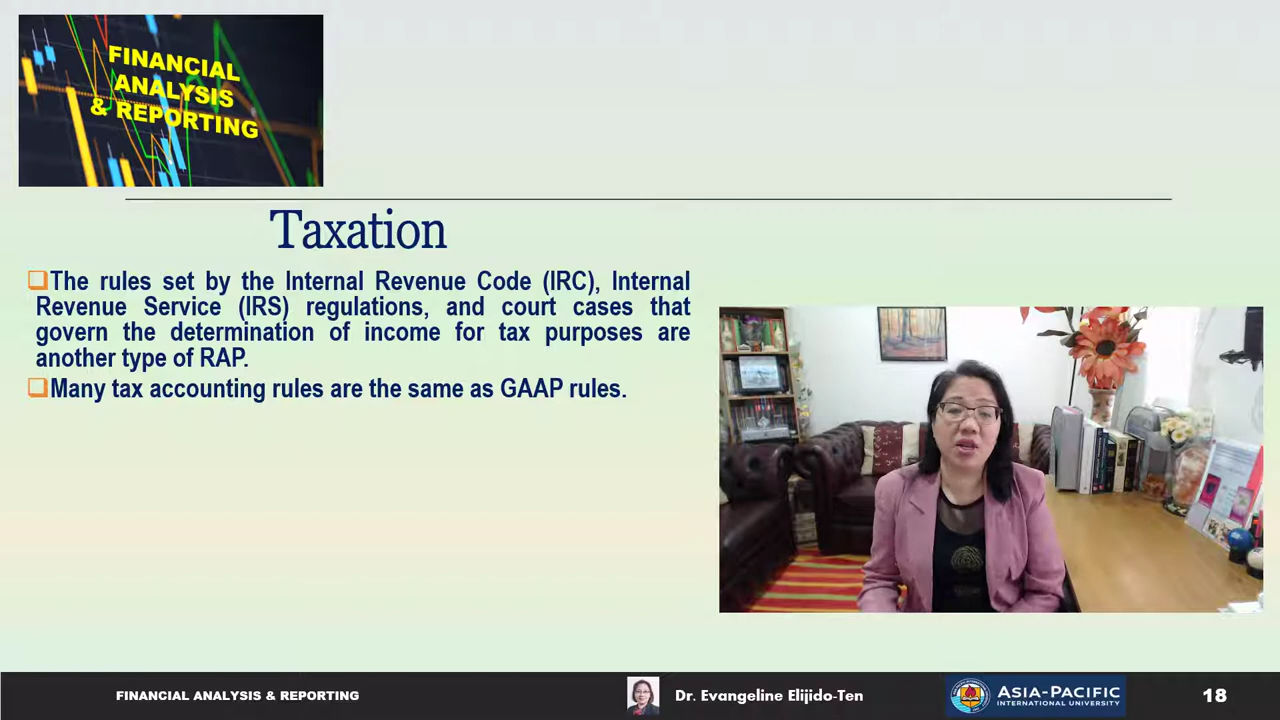 FINANCIAL
ANALYSIS
& REPORTING
Taxation
The rules set by the Internal Revenue Code (IRC), Internal
Revenue Service (IRS) regulations, and court cases that
govern the determination of income for tax purposes are
another type of RAP.
Many tax accounting rules are the same as GAAP rules.
FINANCIAL ANALYSIS & REPORTING
Dr. Evangeline Elijido-Ten
ASIA-PACIFIC
INTERNATIONAL UNIVERSITY
18